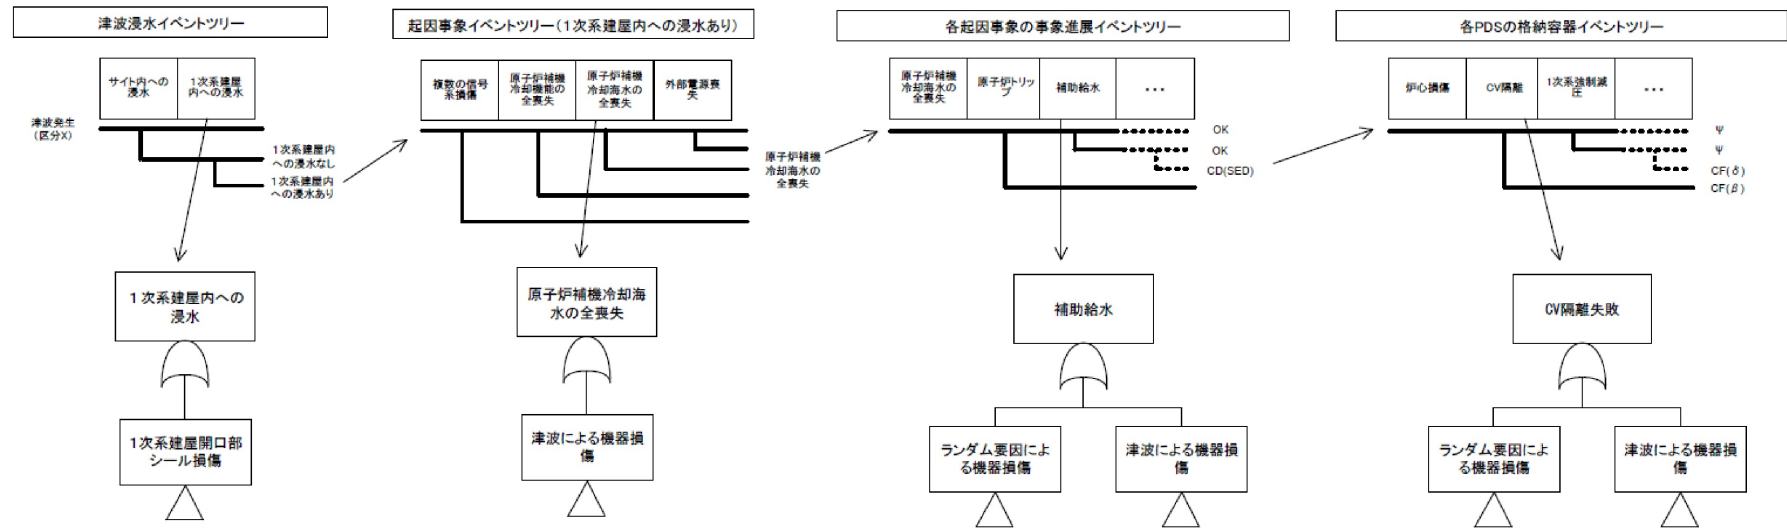 津波浸水イベントツリー
サイト内への
浸水
1次系建屋
内への浸水
津波発生
(区分X)
1次系建屋内
への浸水なし
1次系建屋内
への浸水あり
1次系建屋内への
浸水
1次系建屋開口部
シール損傷
起因事象イベントツリー(1次系建屋内への浸水あり)
複数の信号
系損傷
原子炉補機
冷却機能の
全喪失
原子炉補機
冷却海水の
全喪失
外部電源喪
失
原子炉補機
冷却海水の
全喪失
原子炉補機冷却海
水の全喪失
津波による機器損
傷
各起因事象の事象進展イベントツリー
原子炉補機
冷却海水の
全喪失
原子炉トリッ
プ
補助給水
・・・
OK
OK
CD(SED)
補助給水
ランダム要因によ
る機器損傷
津波による機器損
傷
各PDSの格納容器イベントツリー
炉心損傷
CV隔離
1次系強制減
圧
・・・
Ψ
Ψ
CF(δ)
CF(β)
CV隔離失敗
ランダム要因によ
る機器損傷
津波による機器損
傷